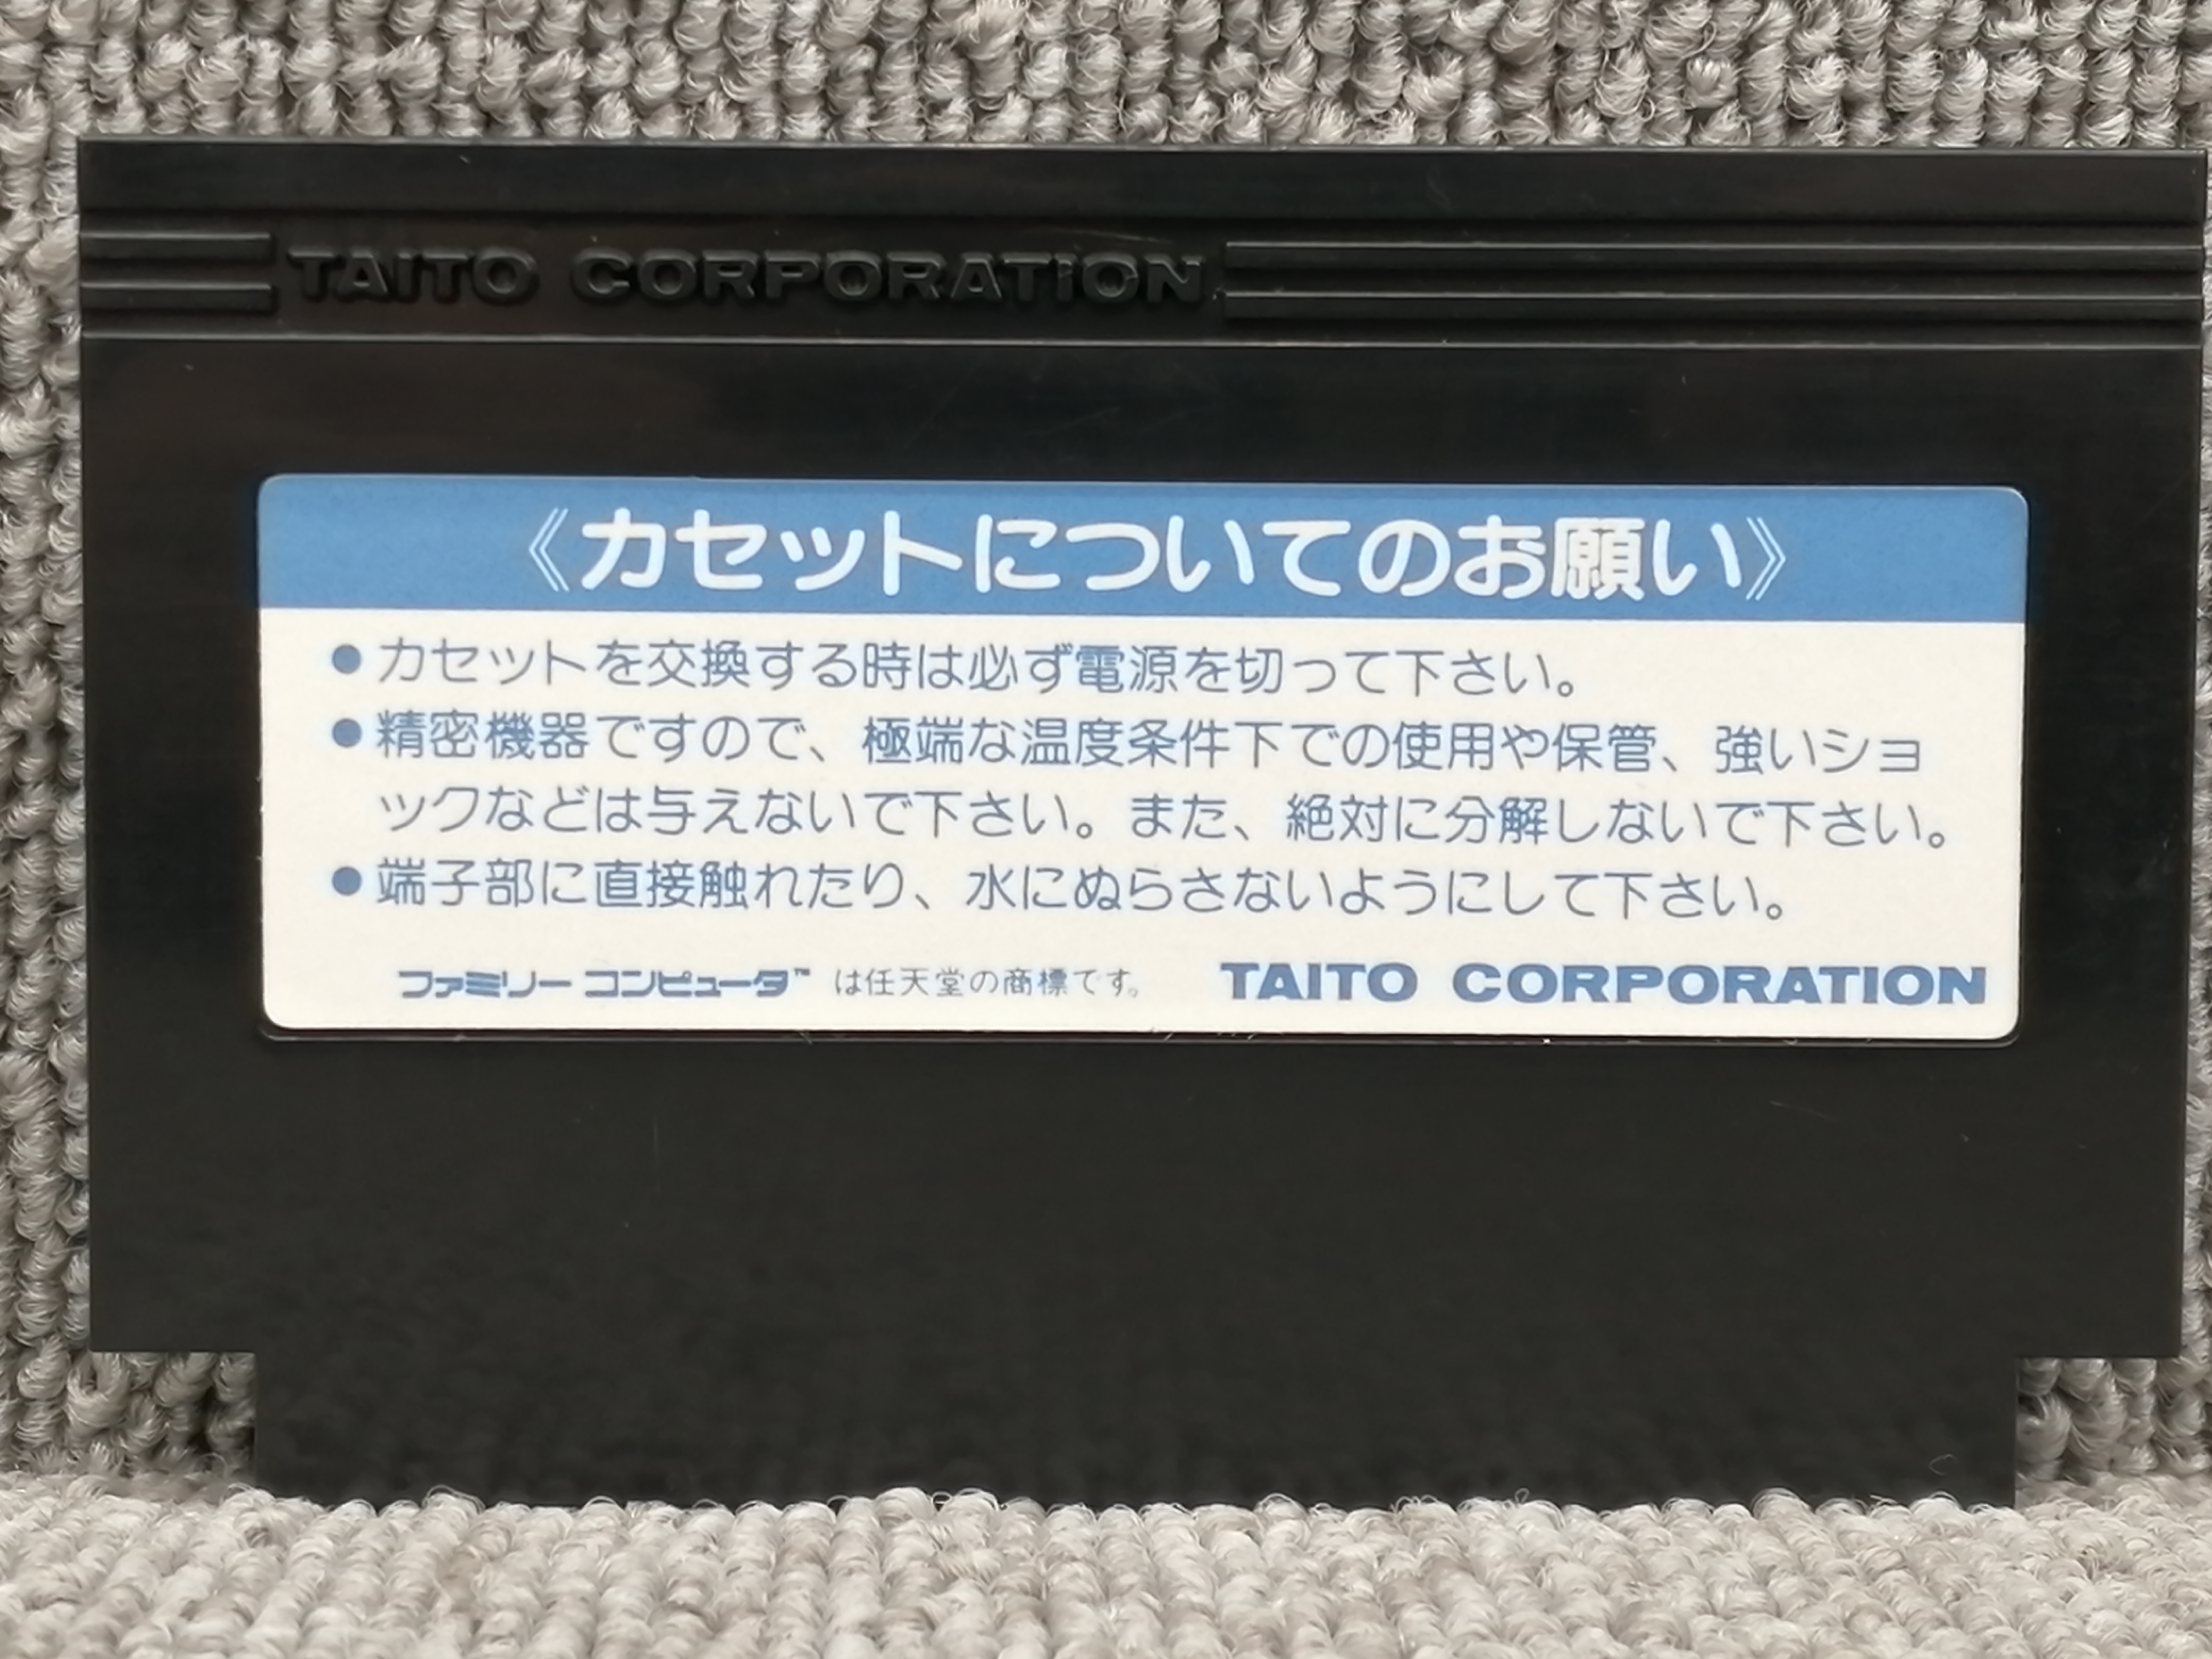 TAITO CORPORATION
《カセットについてのお願い》
●カセットを交換する時は必ず電源を切って下さい。
●精密機器ですので、極端な温度条件下での使用や保管、強いショ
ックなどは与えないで下さい。また、絶対に分解しないで下さい。
●端子部に直接触れたり、水にぬらさないようにして下さい。
ファミリーコンピュータ™ は任天堂の商標です。 TAITO CORPORATION